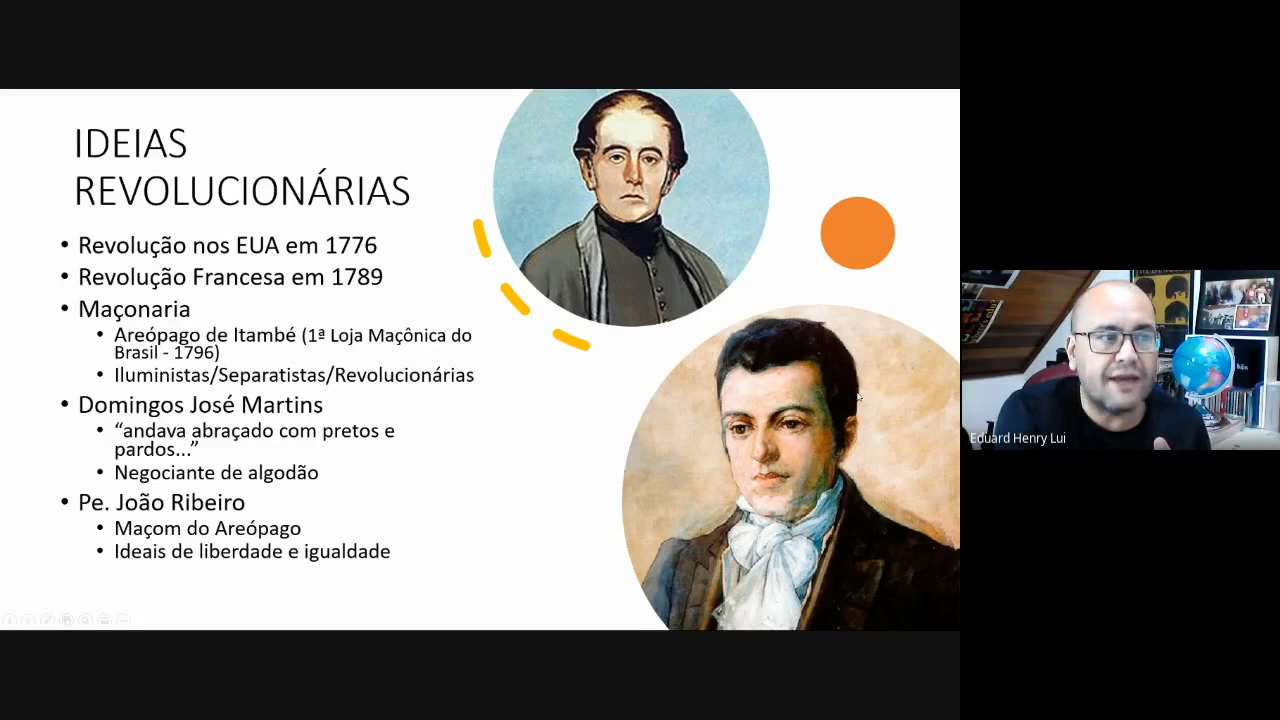 IDEIAS
REVOLUCIONÁRIAS
• Revolução nos EUA em 1776
• Revolução Francesa em 1789
• Maçonaria
• Areópago de Itambé (1ª Loja Maçônica do
Brasil - 1796)
• Iluministas/Separatistas/Revolucionárias
• Domingos José Martins
• “andava abraçado com pretos e
pardos...”
• Negociante de algodão
• Pe. João Ribeiro
• Maçom do Areópago
• Ideais de liberdade e igualdade
Eduard Henry Lui